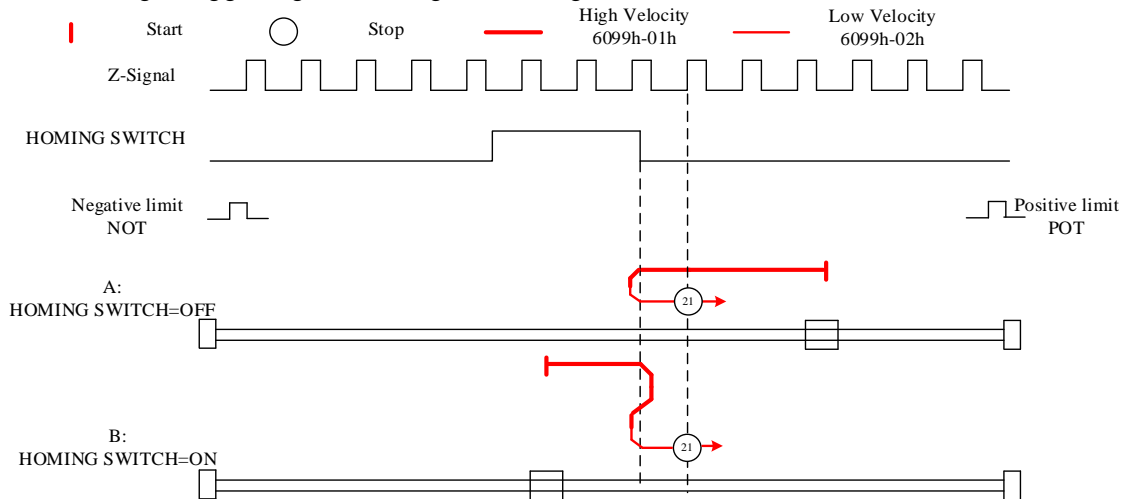 Start
Stop
High Velocity
6099h-01h
Low Velocity
6099h-02h
Z-Signal
HOMING SWITCH
Negative limit
NOT
Positive limit
POT
A:
HOMING SWITCH=OFF
21
B:
HOMING SWITCH=ON
21